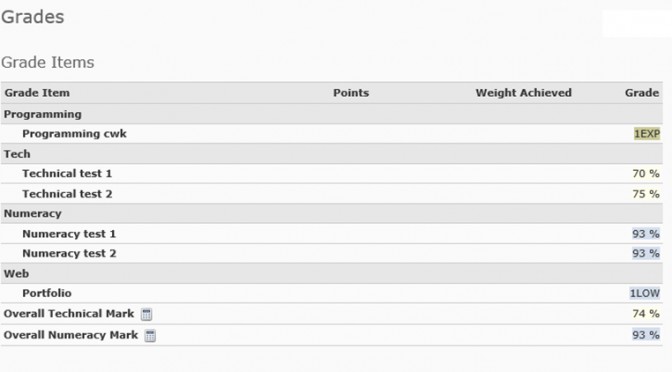 Grades
Grade Items
Grade Item Points Weight Achieved Grade
Programming
Programming cwk 1EXP
Tech
Technical test 1 70 %
Technical test 2 75 %
Numeracy
Numeracy test 1 93 %
Numeracy test 2 93 %
Web
Portfolio 1LOW
Overall Technical Mark 74 %
Overall Numeracy Mark 93 %